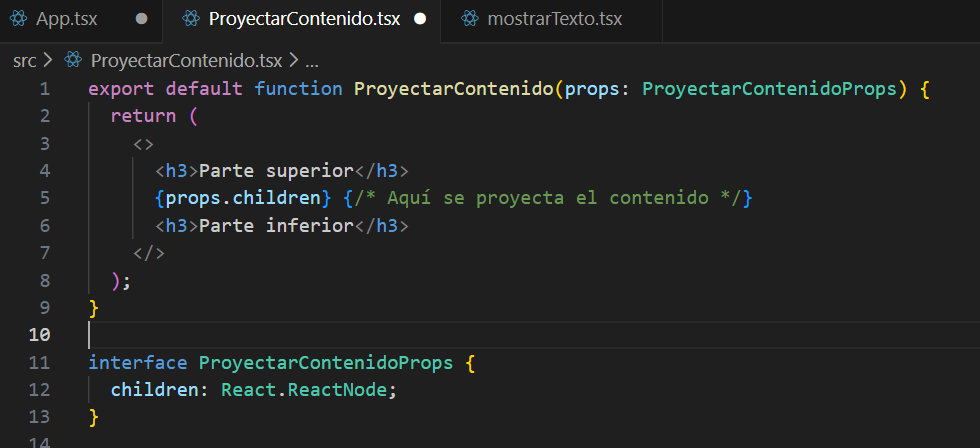 App.tsx ● ProyectarContenido.tsx ● mostrarTexto.tsx
src > ProyectarContenido.tsx > ...
1 export default function ProyectarContenido(props: ProyectarContenidoProps) {
2   return (
3     <>
4       <h3>Parte superior</h3>
5       {props.children} {/* Aquí se proyecta el contenido */}
6       <h3>Parte inferior</h3>
7     </>
8   );
9 }
10
11 interface ProyectarContenidoProps {
12   children: React.ReactNode;
13 }
14